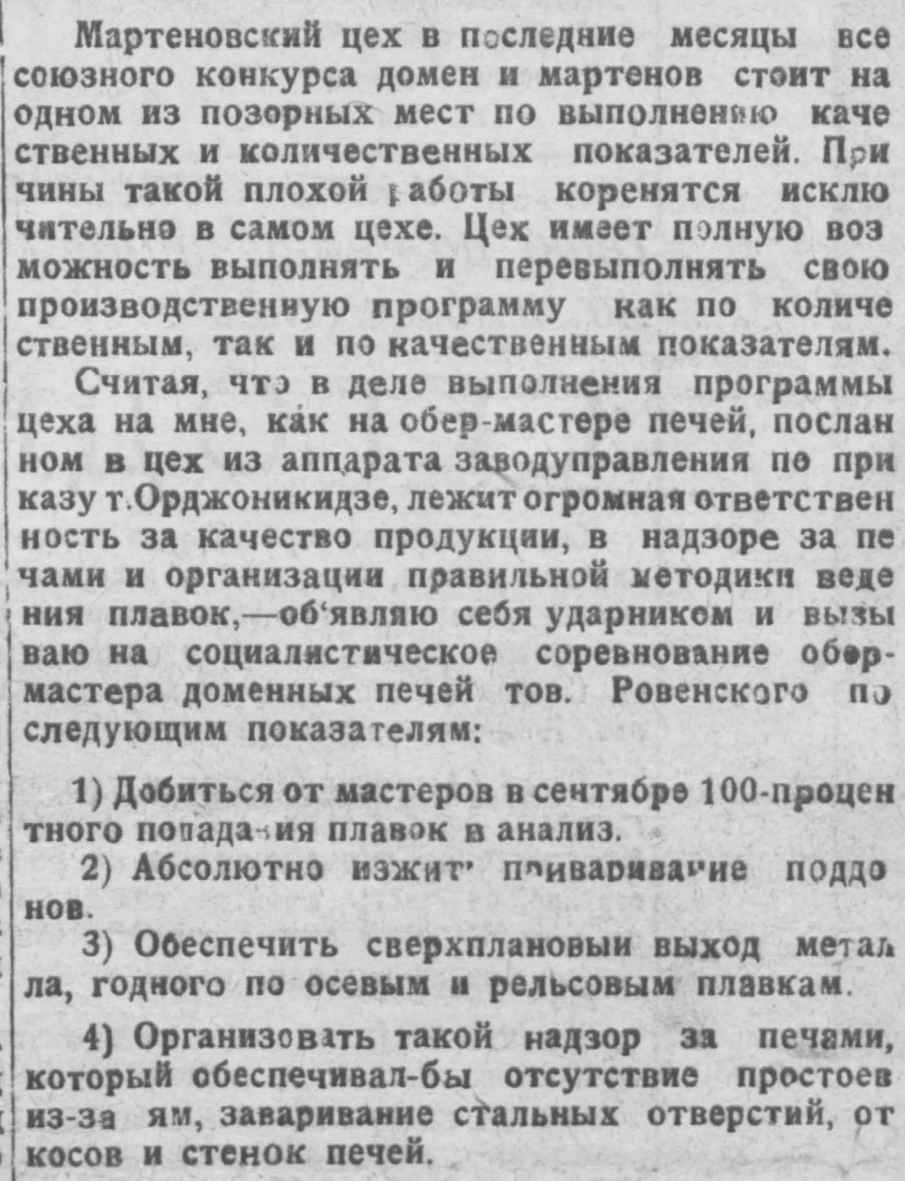 Мартеновский цех в последние месяцы все
союзного конкурса домен и мартенов стоит на
одном из позорных мест по выполнению каче
ственных и количественных показателей. При
чины такой плохой работы коренятся исклю
чительно в самом цехе. Цех имеет полную воз
можность выполнять и перевыполнять свою
производственную программу как по количе
ственным, так и по качественным показателям.
Считая, что в деле выполнения программы
цеха на мне, как на обер-мастере печей, послан
ном в цех из аппарата заводуправления по при
казу т.Орджоникидзе, лежит огромная ответствен
ность за качество продукции, в надзоре за пе
чами и организации правильной методики веде
ния плавок,—об‘являю себя ударником и вызы
ваю на социалистическое соревнование обер-
мастера доменных печей тов. Ровенского по
следующим показателям:
1) Добиться от мастеров в сентябре 100-процен
тного попадания плавок в анализ.
2) Абсолютно изжить приваривание поддо
нов.
3) Обеспечить сверхплановый выход метал
ла, годного по осевым и рельсовым плавкам.
4) Организовать такой надзор за печами,
который обеспечивал-бы отсутствие простоев
из-за ям, заваривание стальных отверстий, от
косов и стенок печей.